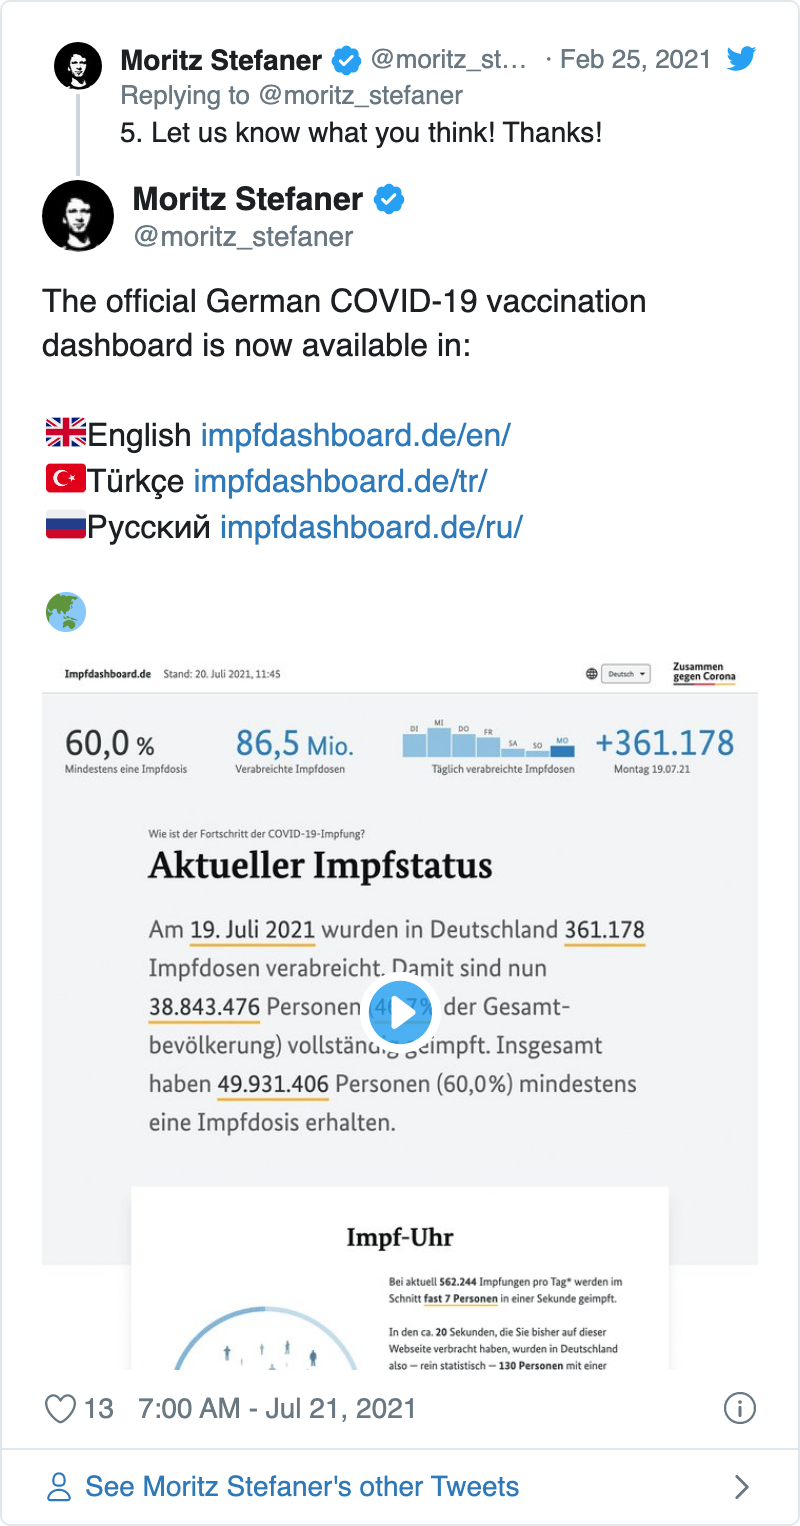 Moritz Stefaner @moritz_st… · Feb 25, 2021
Replying to @moritz_stefaner
5. Let us know what you think! Thanks!
Moritz Stefaner
@moritz_stefaner
The official German COVID-19 vaccination
dashboard is now available in:
🇬🇧English impfdashboard.de/en/
🇹🇷Türkçe impfdashboard.de/tr/
🇷🇺Русский impfdashboard.de/ru/
🌏
Impfdashboard.de Stand: 20. Juli 2021, 11:45
Deutsch
Zusammen
gegen Corona
60,0 %
Mindestens eine Impfdosis
86,5 Mio.
Verabreichte Impfdosen
DI MI DO FR SA SO MO
Täglich verabreichte Impfdosen
+361.178
Montag 19.07.21
Wie ist der Fortschritt der COVID-19-Impfung?
Aktueller Impfstatus
Am 19. Juli 2021 wurden in Deutschland 361.178
Impfdosen verabreicht. Damit sind nun
38.843.476 Personen der Gesamt-
bevölkerung) vollständig geimpft. Insgesamt
haben 49.931.406 Personen (60,0%) mindestens
eine Impfdosis erhalten.
Impf-Uhr
Bei aktuell 562.244 Impfungen pro Tag* werden im
Schnitt fast 7 Personen in einer Sekunde geimpft.
In den ca. 20 Sekunden, die Sie bisher auf dieser
Webseite verbracht haben, wurden in Deutschland
also — rein statistisch — 130 Personen mit einer
13 7:00 AM - Jul 21, 2021
See Moritz Stefaner's other Tweets